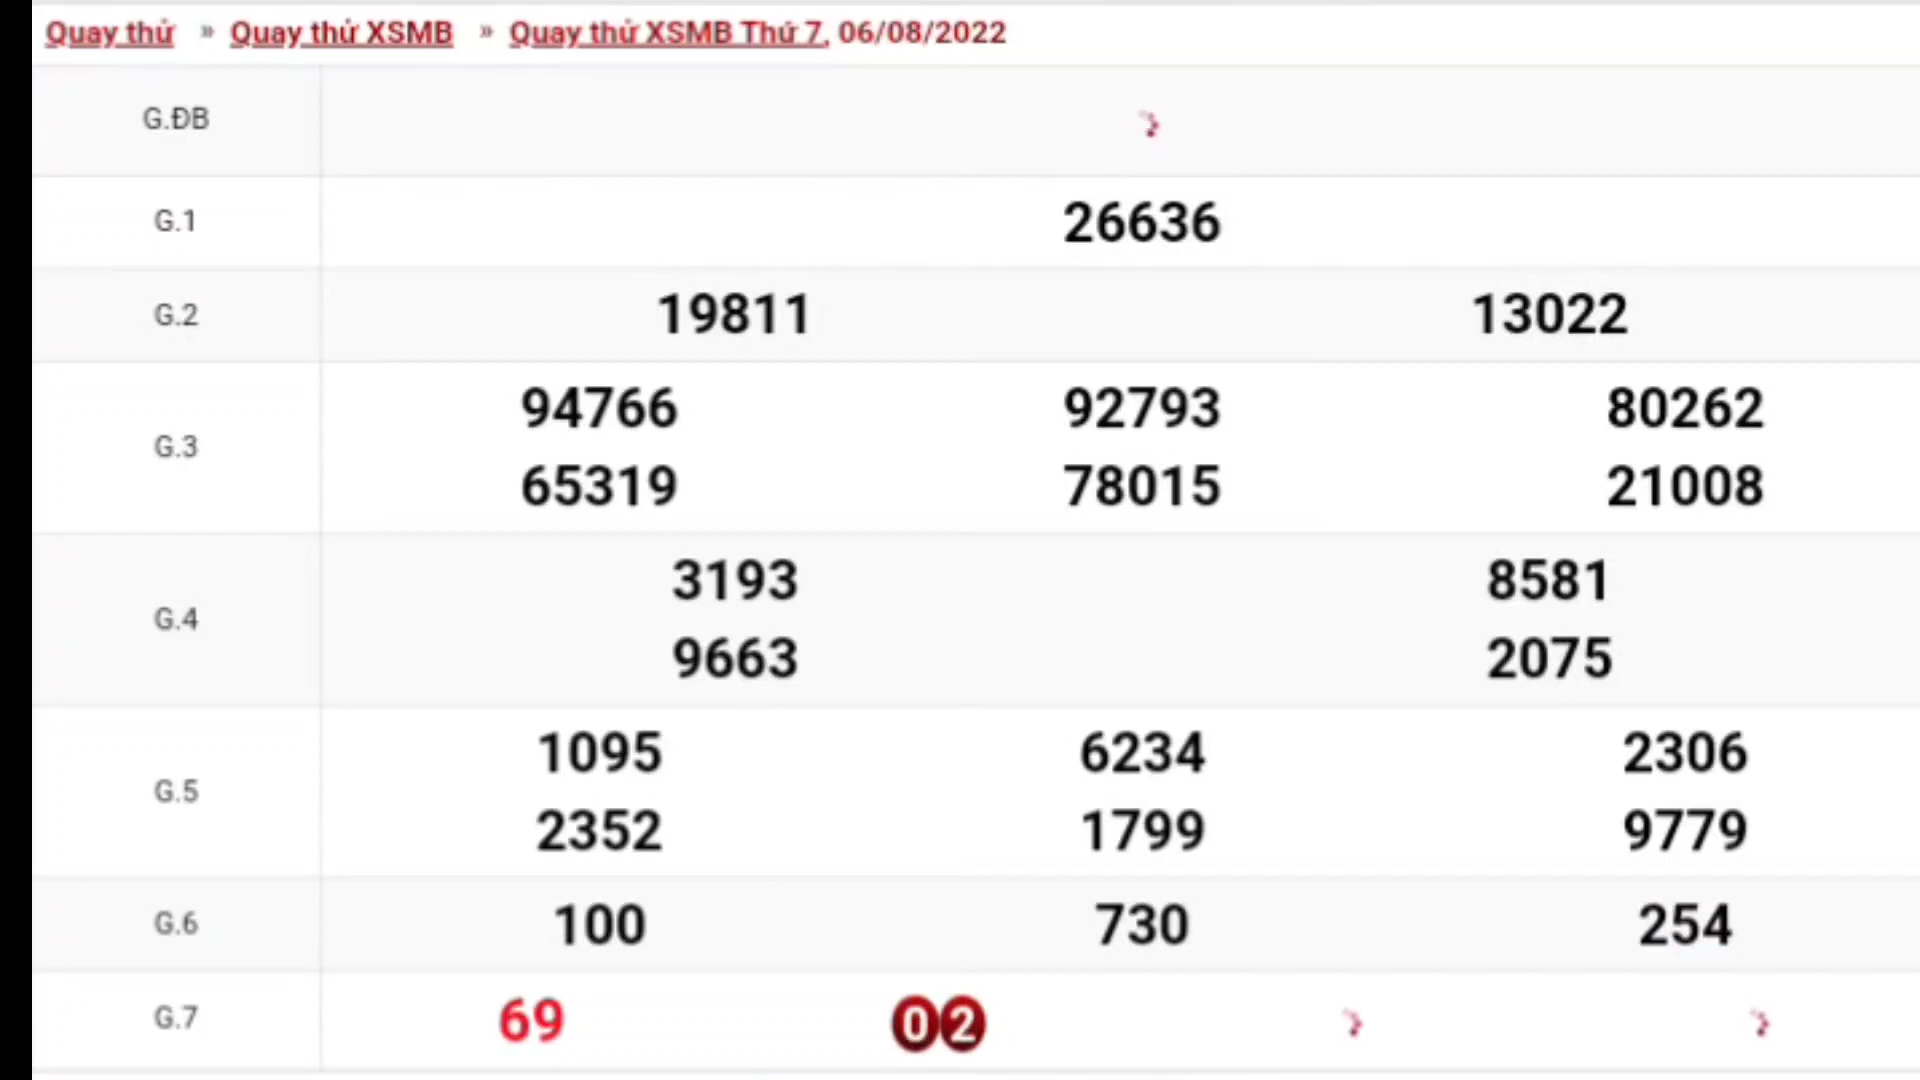 Quay thử » Quay thử XSMB » Quay thử XSMB Thứ 7, 06/08/2022
G.ĐB
G.1 26636
G.2 19811 13022
G.3
94766 92793 80262
65319 78015 21008
G.4
3193 8581
9663 2075
G.5
1095 6234 2306
2352 1799 9779
G.6 100 730 254
G.7 69 02